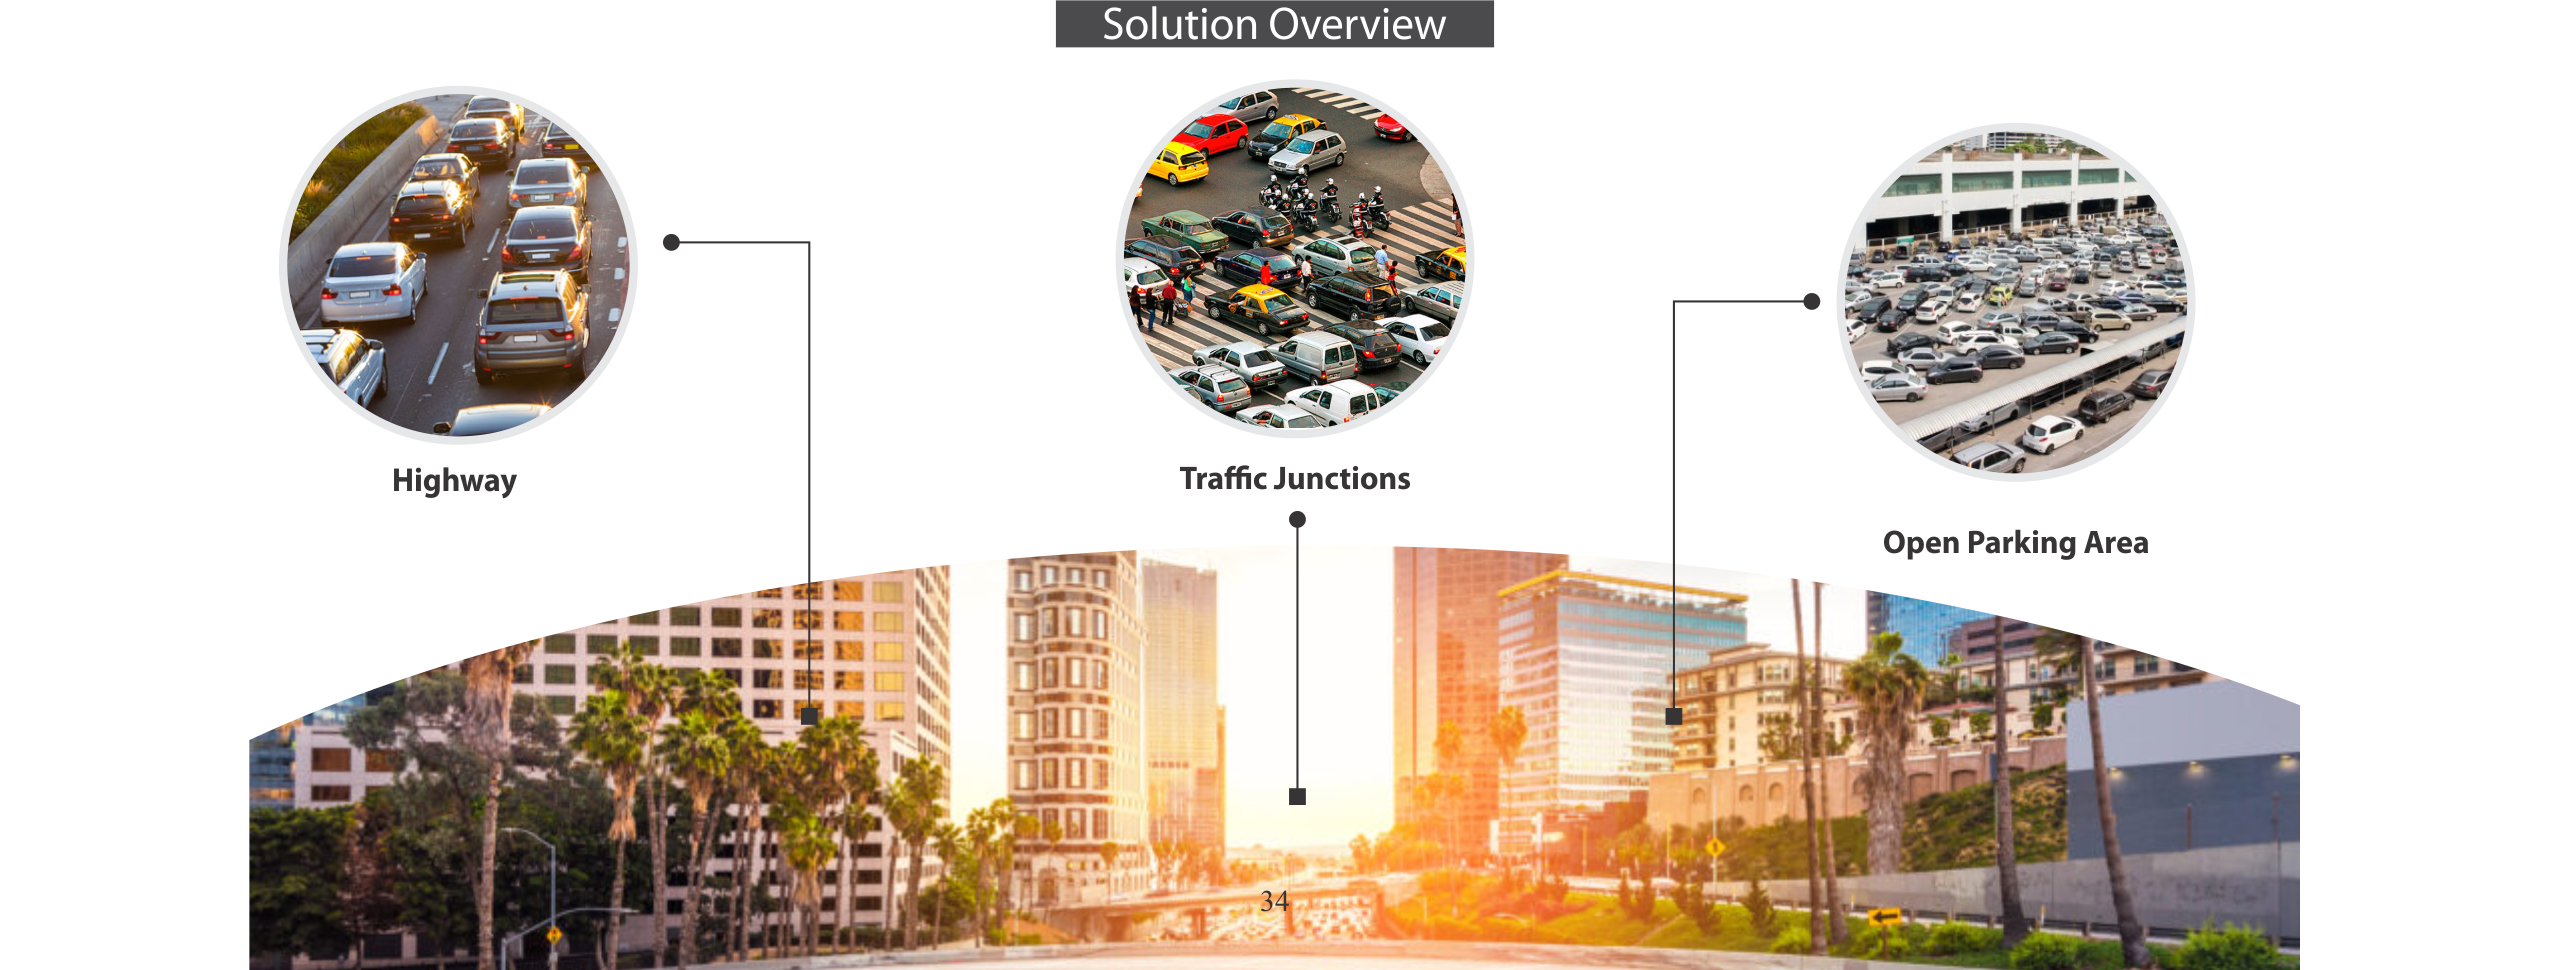 Solution Overview
Highway
Traffic Junctions
Open Parking Area
34